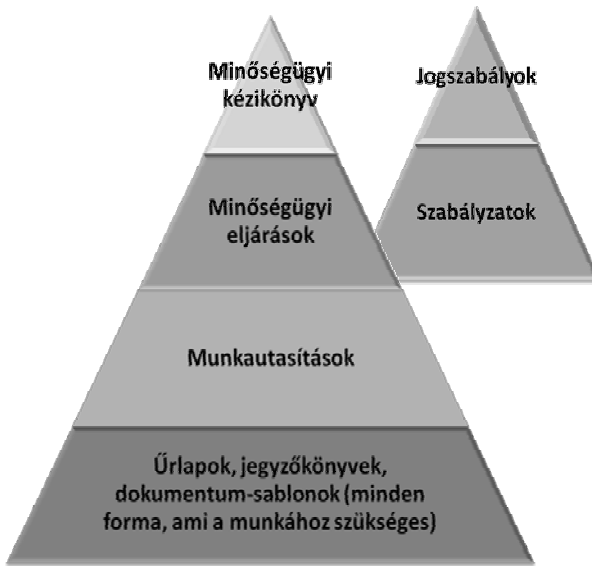 Minőségügyi
kézikönyv
Jogszabályok
Minőségügyi
eljárások
Szabályzatok
Munkautasítások
Űrlapok, jegyzőkönyvek,
dokumentum-sablonok (minden
forma, ami a munkához szükséges)